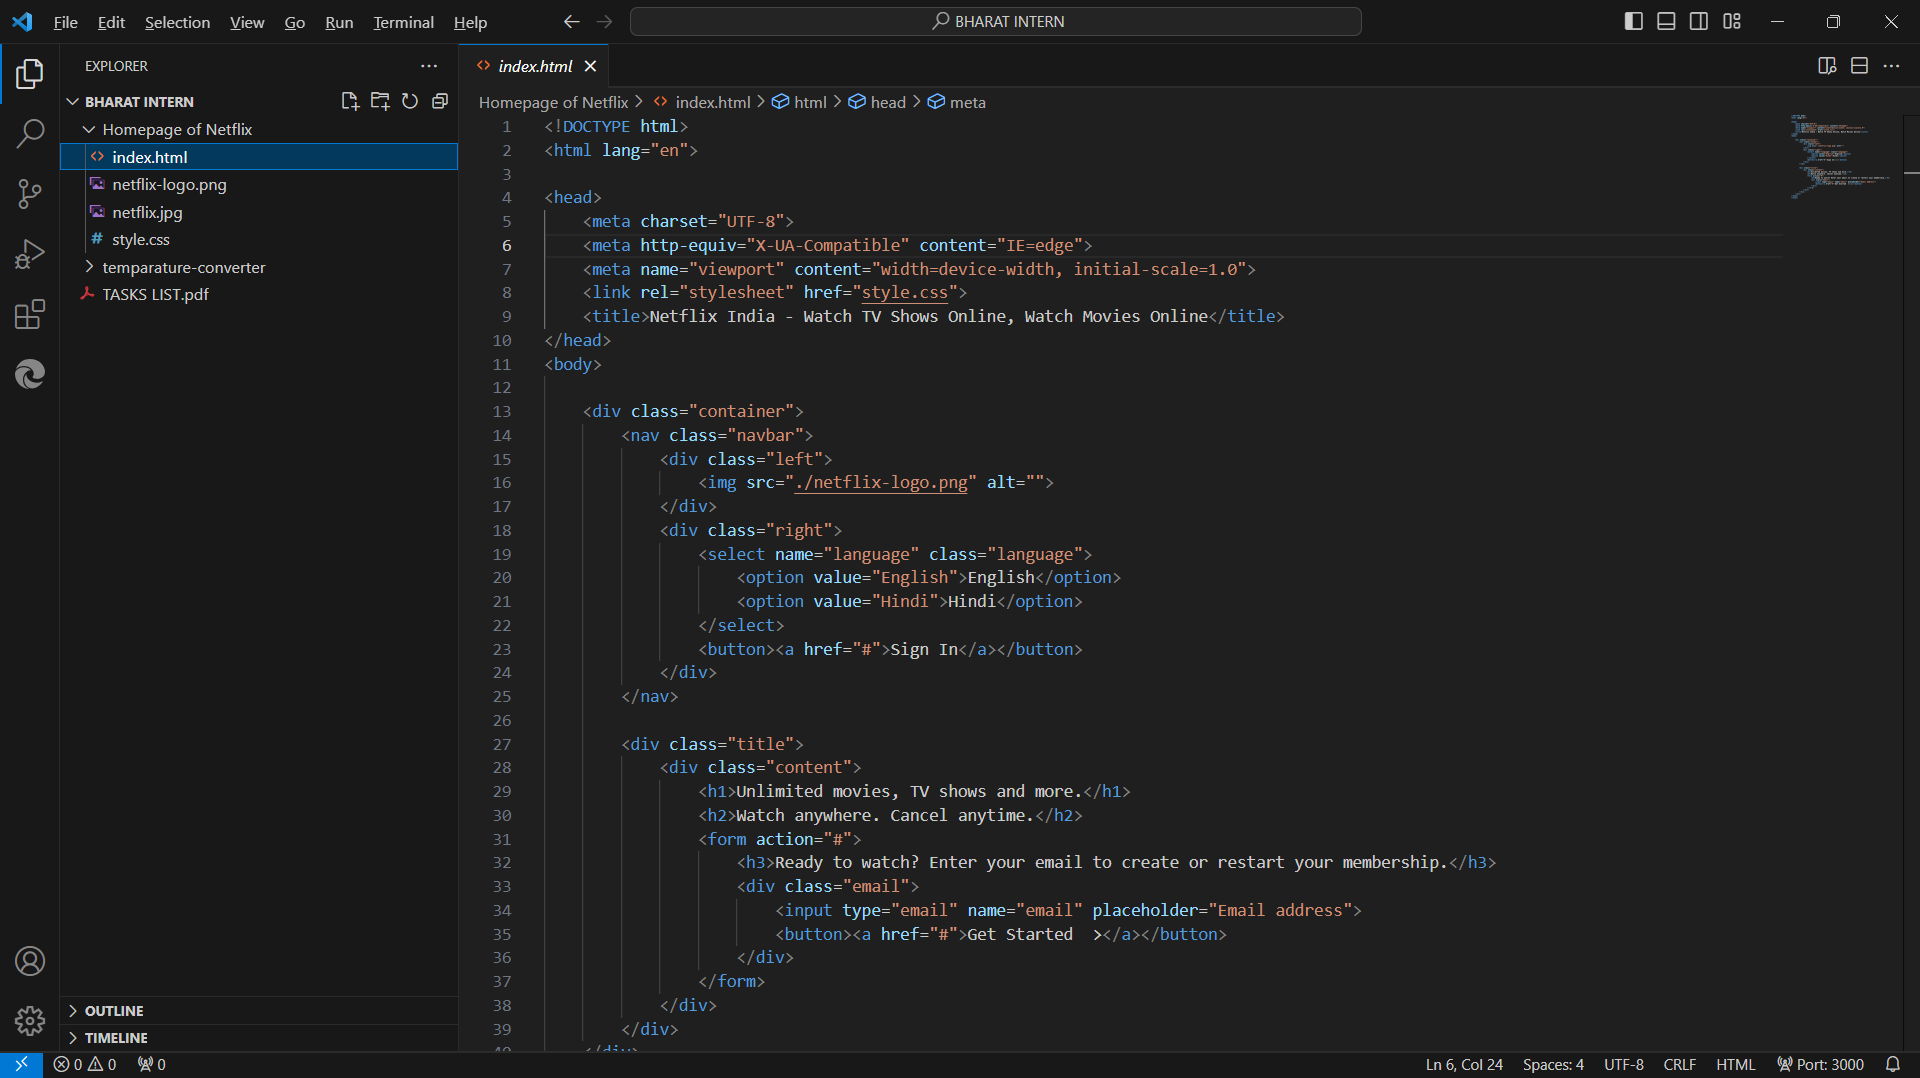 File Edit Selection View Go Run Terminal Help
BHARAT INTERN
EXPLORER
BHARAT INTERN
Homepage of Netflix
index.html
netflix-logo.png
netflix.jpg
style.css
temparature-converter
TASKS LIST.pdf
OUTLINE
TIMELINE
index.html
Homepage of Netflix > index.html > html > head > meta
1 <!DOCTYPE html>
2 <html lang="en">
3
4 <head>
5 <meta charset="UTF-8">
6 <meta http-equiv="X-UA-Compatible" content="IE=edge">
7 <meta name="viewport" content="width=device-width, initial-scale=1.0">
8 <link rel="stylesheet" href="style.css">
9 <title>Netflix India - Watch TV Shows Online, Watch Movies Online</title>
10 </head>
11 <body>
12
13 <div class="container">
14 <nav class="navbar">
15 <div class="left">
16 <img src="./netflix-logo.png" alt="">
17 </div>
18 <div class="right">
19 <select name="language" class="language">
20 <option value="English">English</option>
21 <option value="Hindi">Hindi</option>
22 </select>
23 <button><a href="#">Sign In</a></button>
24 </div>
25 </nav>
26
27 <div class="title">
28 <div class="content">
29 <h1>Unlimited movies, TV shows and more.</h1>
30 <h2>Watch anywhere. Cancel anytime.</h2>
31 <form action="#">
32 <h3>Ready to watch? Enter your email to create or restart your membership.</h3>
33 <div class="email">
34 <input type="email" name="email" placeholder="Email address">
35 <button><a href="#">Get Started  ></a></button>
36 </div>
37 </form>
38 </div>
39 </div>
40 </div>
0 0 0
Ln 6, Col 24 Spaces: 4 UTF-8 CRLF HTML Port: 3000